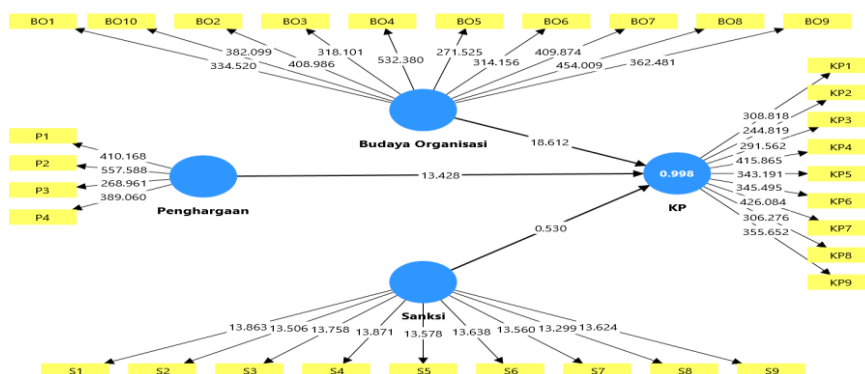 BO1 BO10 BO2 BO3 BO4 BO5 BO6 BO7 BO8 BO9
334.520 382.099 408.986 318.101 532.380 271.525 314.156 409.874 454.009 362.481
Budaya Organisasi
P1
P2
P3
P4
410.168
557.588
268.961
389.060
Penghargaan
18.612
13.428
0.530
0.998
KP
308.818
244.819
291.562
415.865
343.191
345.495
426.084
306.276
355.652
KP1
KP2
KP3
KP4
KP5
KP6
KP7
KP8
KP9
Sanksi
13.863 13.506 13.758 13.871 13.578 13.638 13.560 13.299 13.624
S1 S2 S3 S4 S5 S6 S7 S8 S9